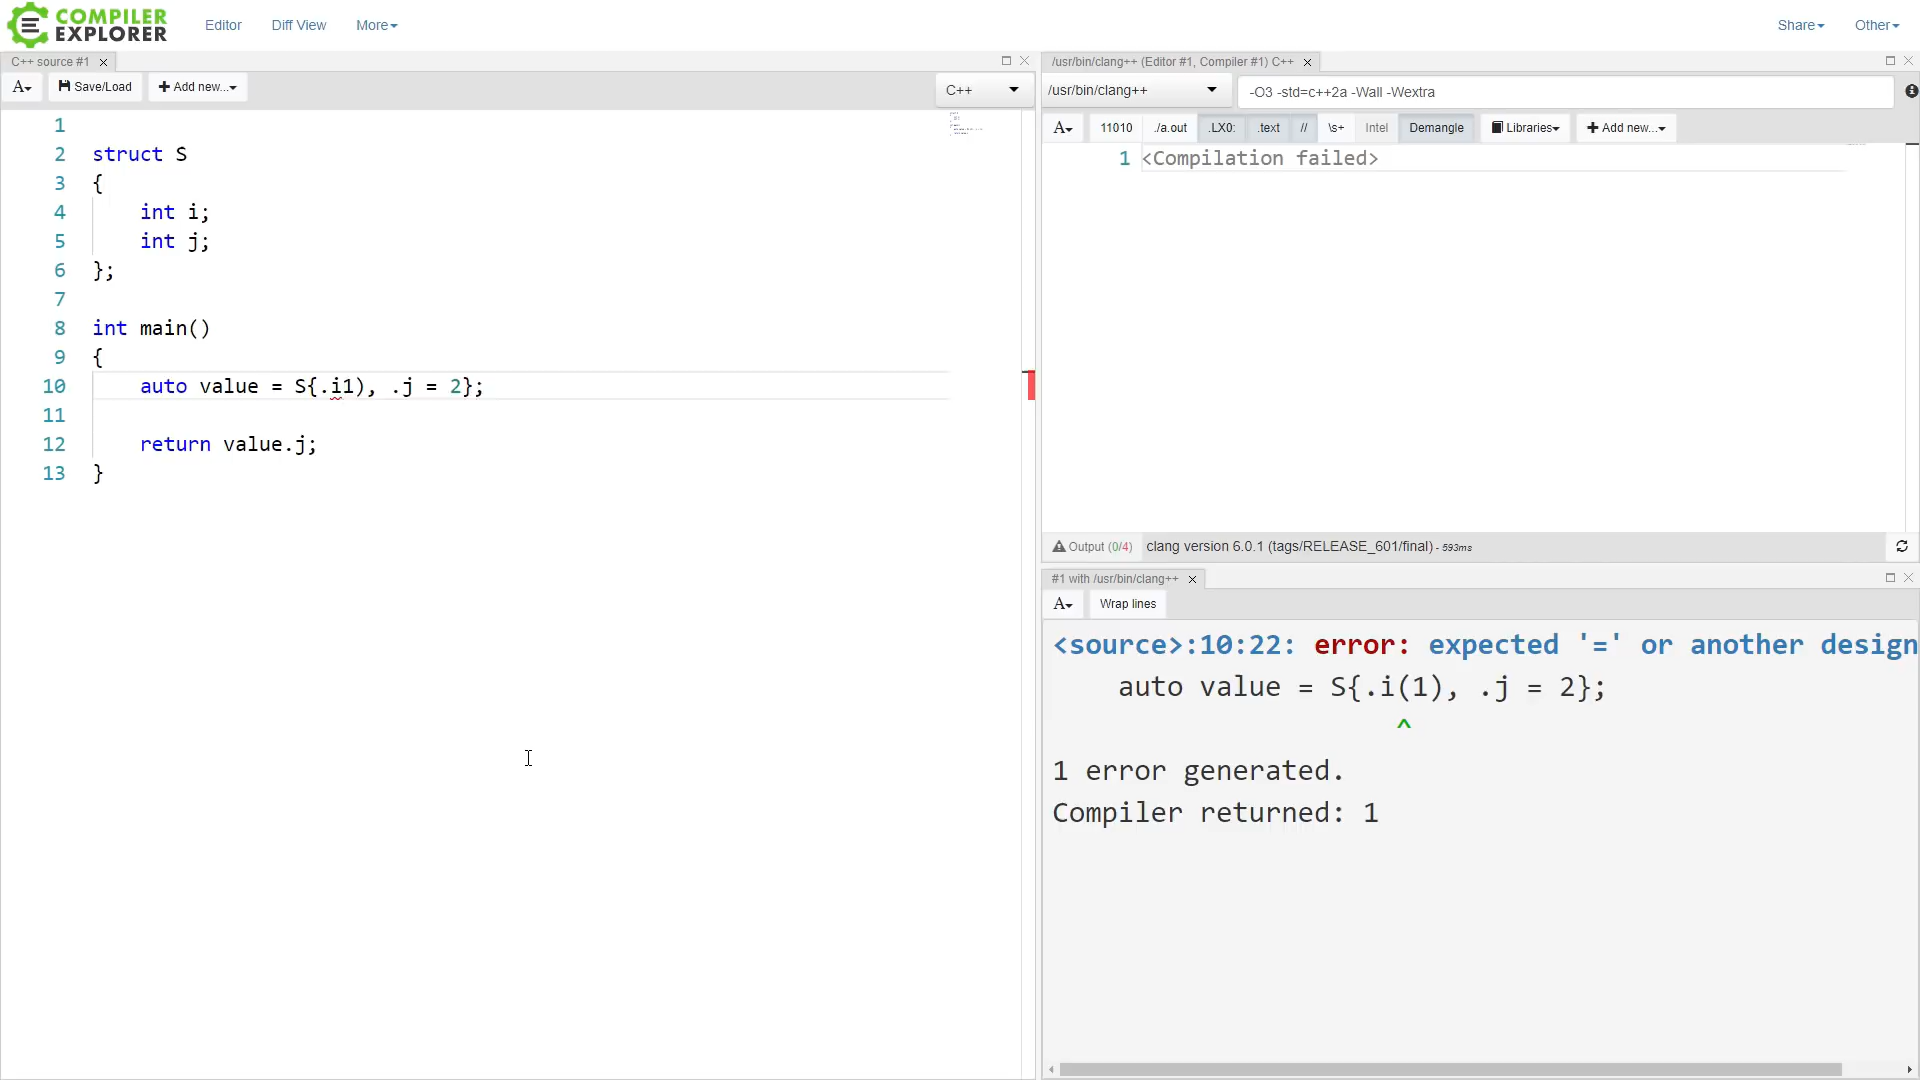 COMPILER
EXPLORER
Editor
Diff View
More
Share
Other
C++ source #1
A
Save/Load
Add new...
C++
1
2 struct S
3 {
4 int i;
5 int j;
6 };
7
8 int main()
9 {
10 auto value = S{.i1), .j = 2};
11
12 return value.j;
13 }
/usr/bin/clang++ (Editor #1, Compiler #1) C++
/usr/bin/clang++
-O3 -std=c++2a -Wall -Wextra
A
11010
./a.out
.LX0:
.text
//
\s+
Intel
Demangle
Libraries
Add new...
1 <Compilation failed>
Output (0/4)
clang version 6.0.1 (tags/RELEASE_601/final) - 593ms
#1 with /usr/bin/clang++
A
Wrap lines
<source>:10:22: error: expected '=' or another design
auto value = S{.i(1), .j = 2};
^
1 error generated.
Compiler returned: 1